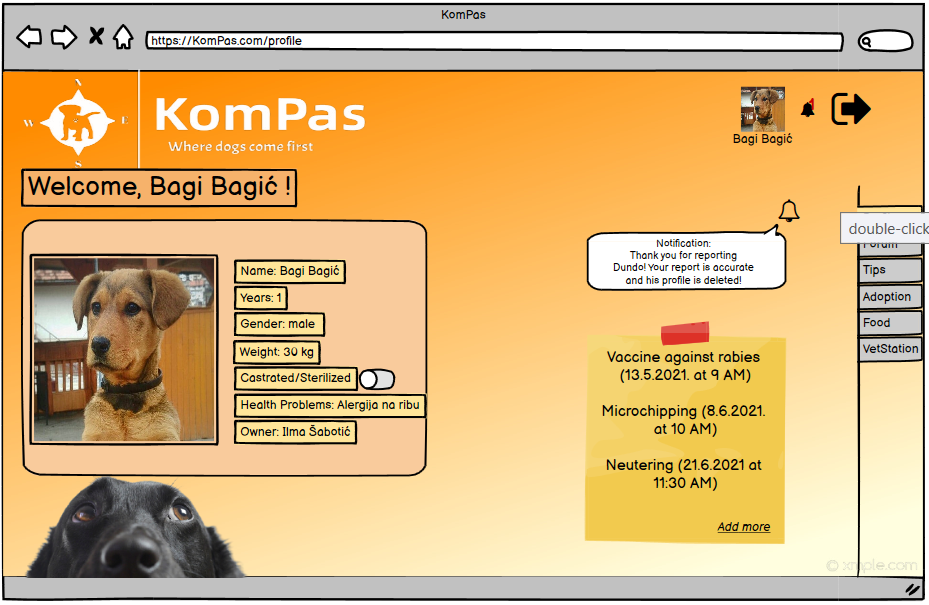 KomPas
https://KomPas.com/profile
N
W E
S
KomPas
Where dogs come first
Bagi Bagić
Welcome, Bagi Bagić !
Name: Bagi Bagić
Years: 1
Gender: male
Weight: 30 kg
Castrated/Sterilized
Health Problems: Alergija na ribu
Owner: Ilma Šabotić
Notification:
Thank you for reporting
Dundo! Your report is accurate
and his profile is deleted!
Vaccine against rabies
(13.5.2021. at 9 AM)
Microchipping (8.6.2021.
at 10 AM)
Neutering (21.6.2021 at
11:30 AM)
Add more
double-click
Forum
Tips
Adoption
Food
VetStation
© xmple.com